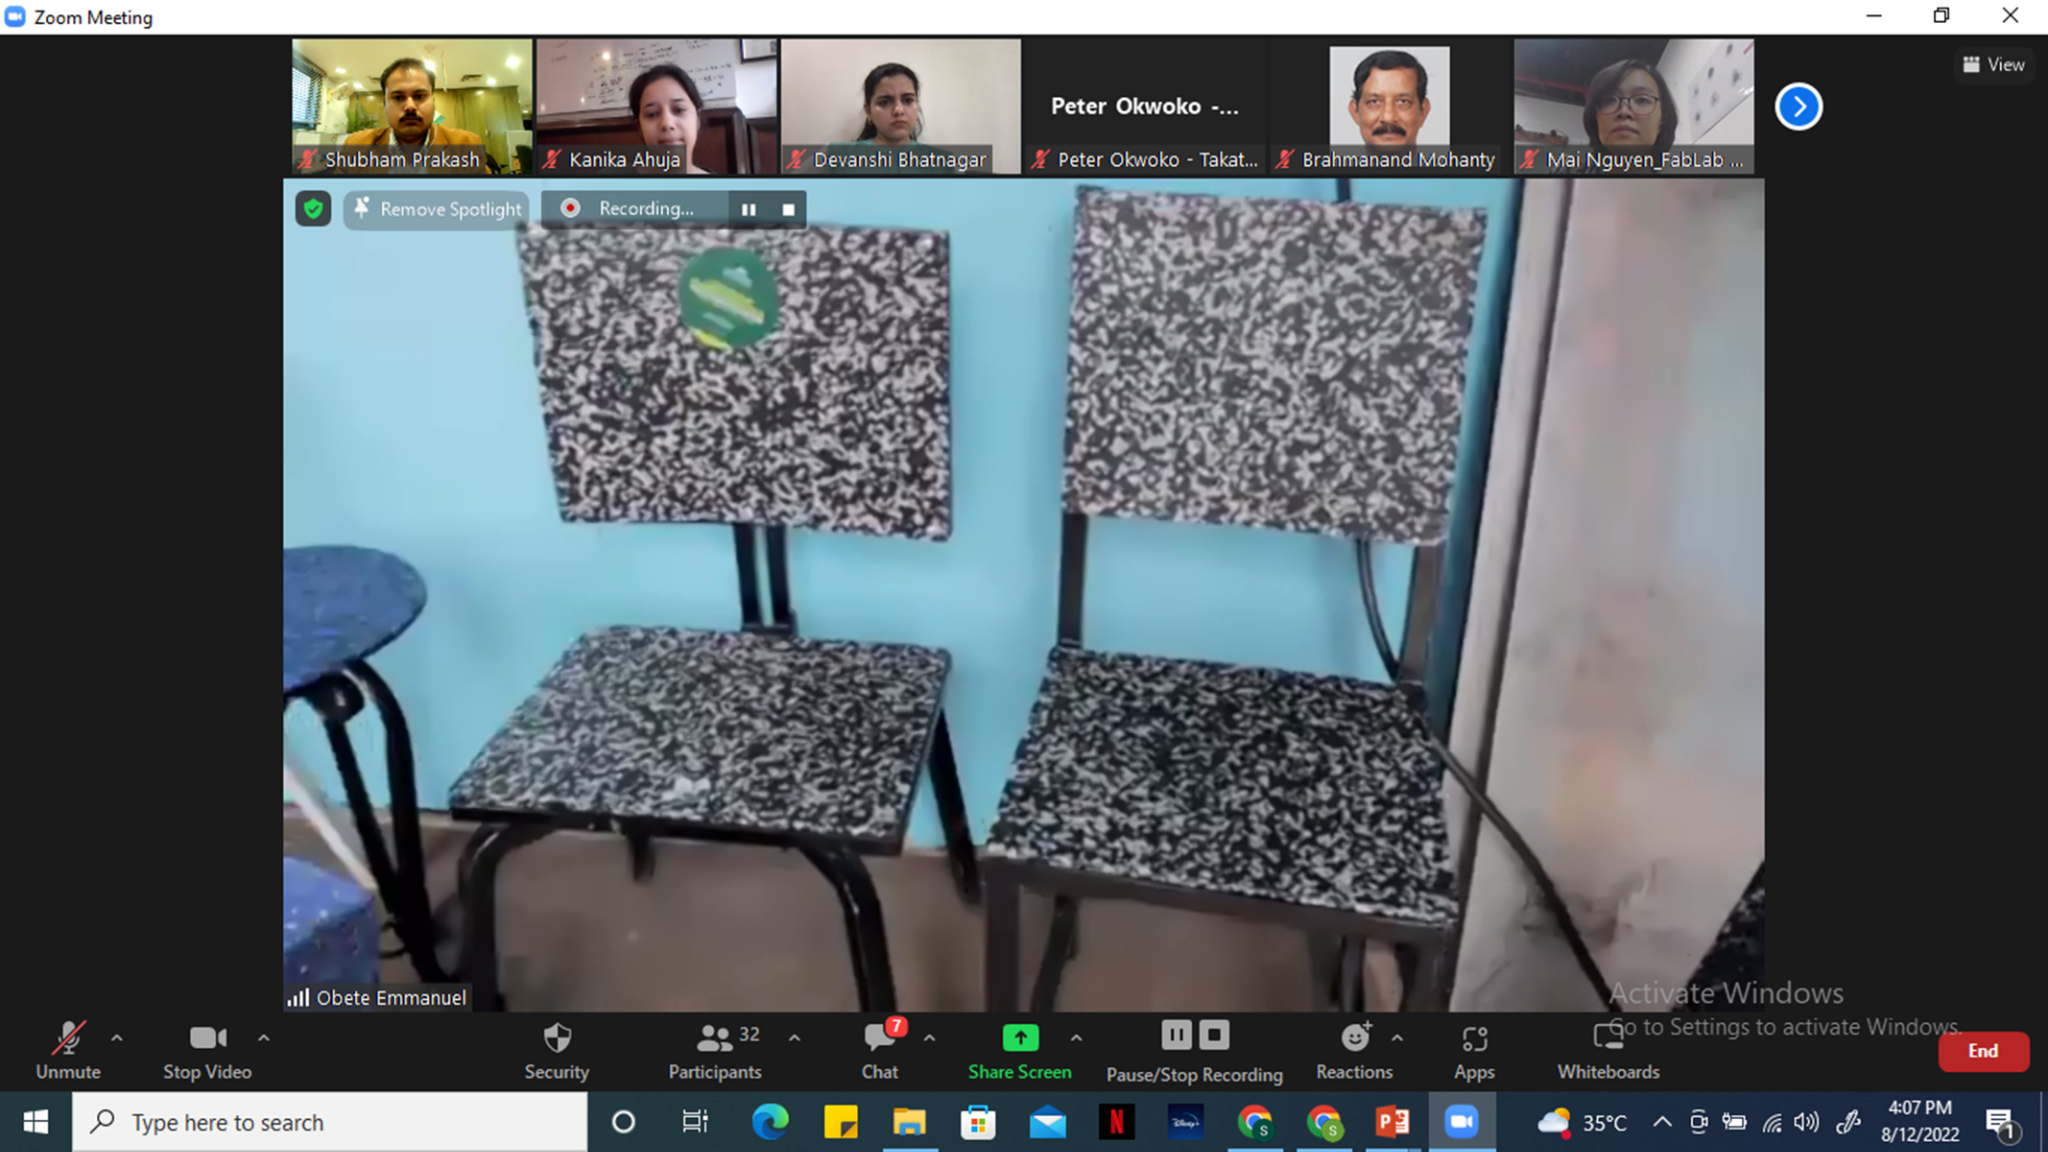 Zoom Meeting
View
Peter Okwoko -...
Shubham Prakash
Kanika Ahuja
Devanshi Bhatnagar
Peter Okwoko - Takat...
Brahmanand Mohanty
Mai Nguyen_FabLab ...
Remove Spotlight
Recording...
Obete Emmanuel
Activate Windows
Go to Settings to activate Windows.
Unmute
Stop Video
Security
32
Participants
7
Chat
Share Screen
Pause/Stop Recording
Reactions
Apps
Whiteboards
End
Type here to search
N
Disney+
S
S
P
35°C
4:07 PM
8/12/2022
1